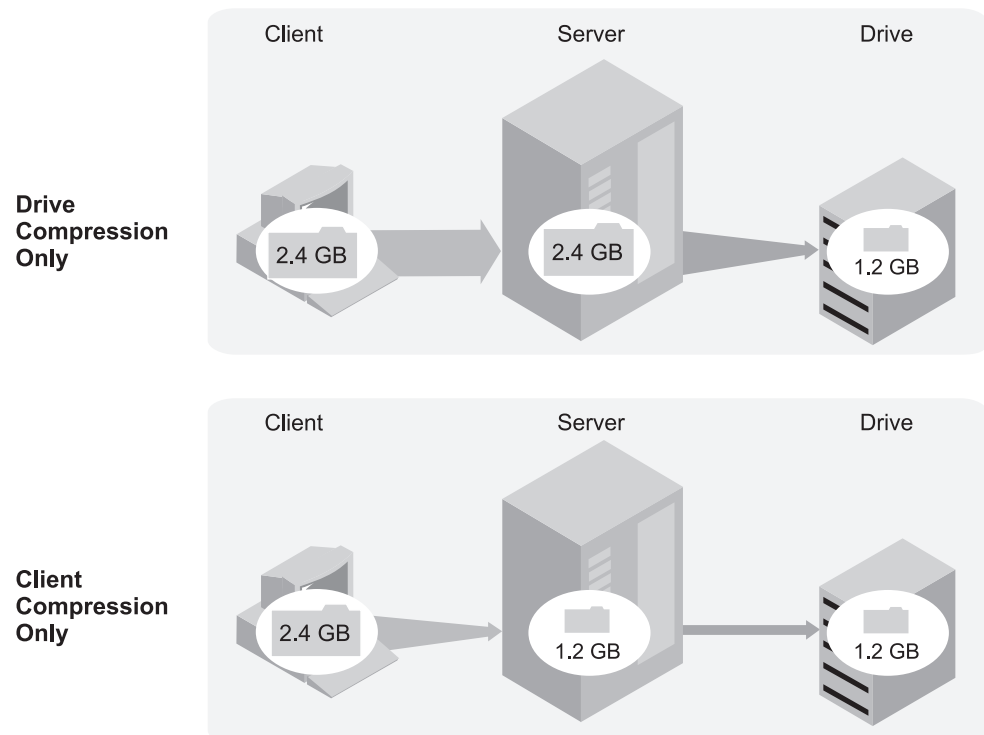 Client Server Drive
Drive
Compression
Only
2.4 GB 2.4 GB 1.2 GB
Client Server Drive
Client
Compression
Only
2.4 GB 1.2 GB 1.2 GB